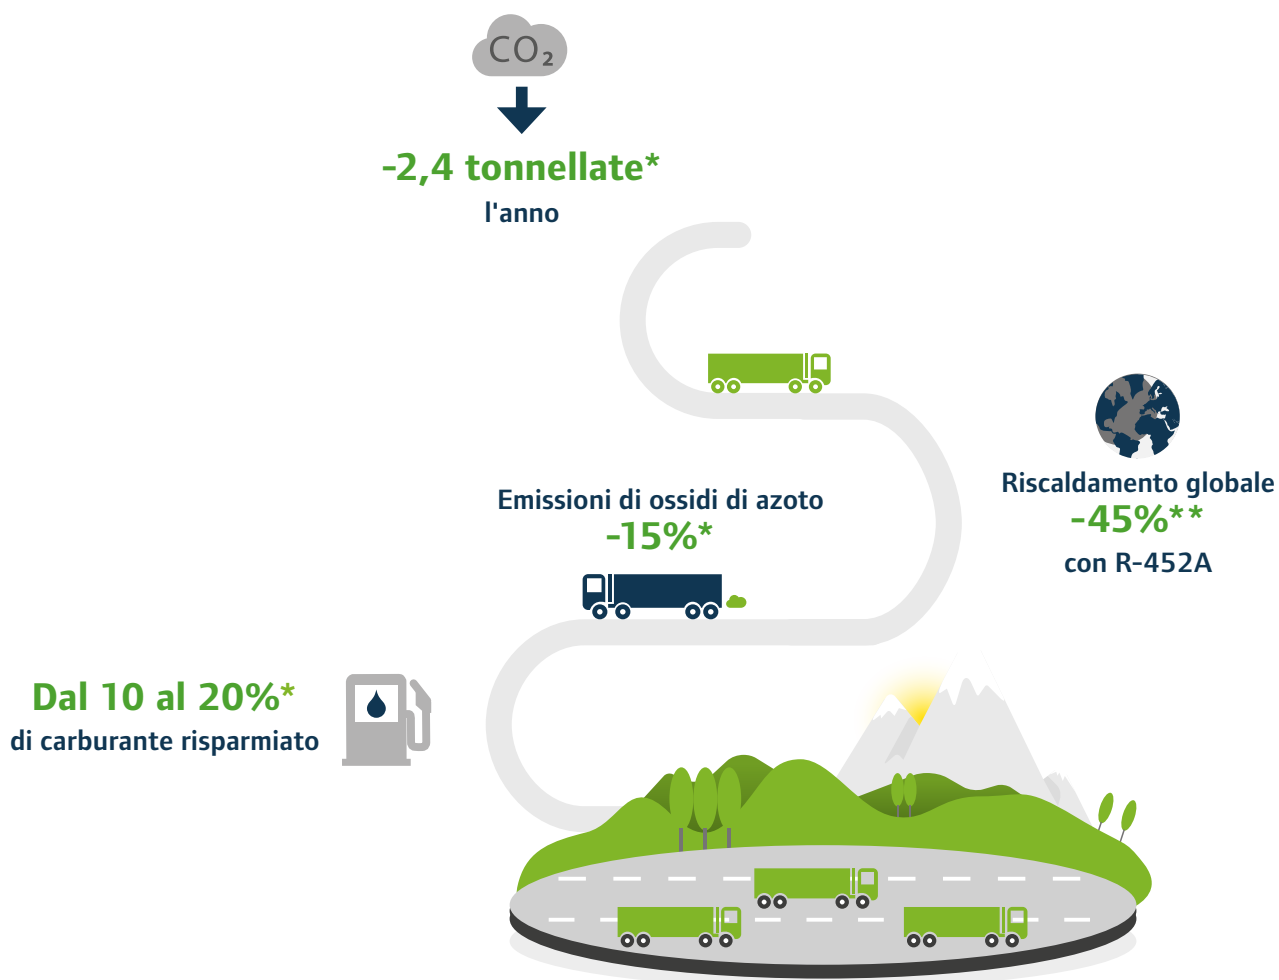 CO₂
-2,4 tonnellate*
l'anno
Emissioni di ossidi di azoto
-15%*
Riscaldamento globale
-45%**
con R-452A
Dal 10 al 20%*
di carburante risparmiato